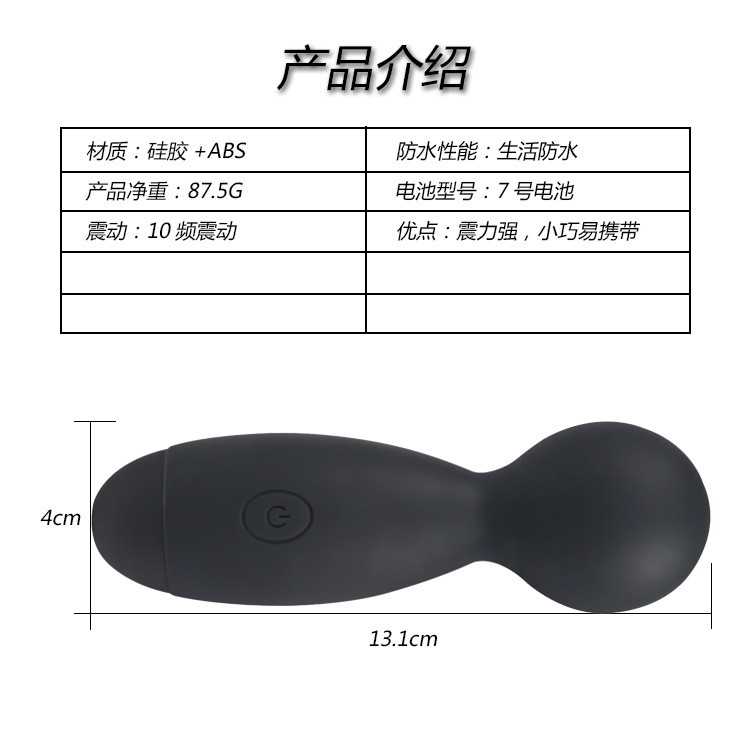 产品介绍
材质：硅胶 +ABS
防水性能：生活防水
产品净重：87.5G
电池型号：7 号电池
震动：10 频震动
优点：震力强，小巧易携带
4cm
13.1cm